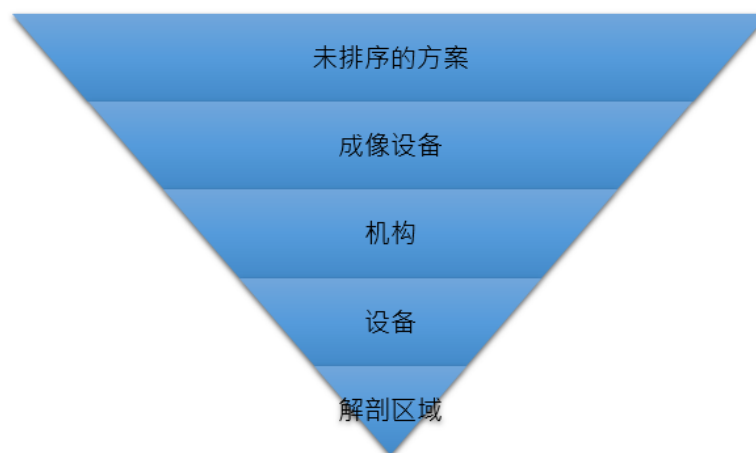 未排序的方案
成像设备
机构
设备
解剖区域